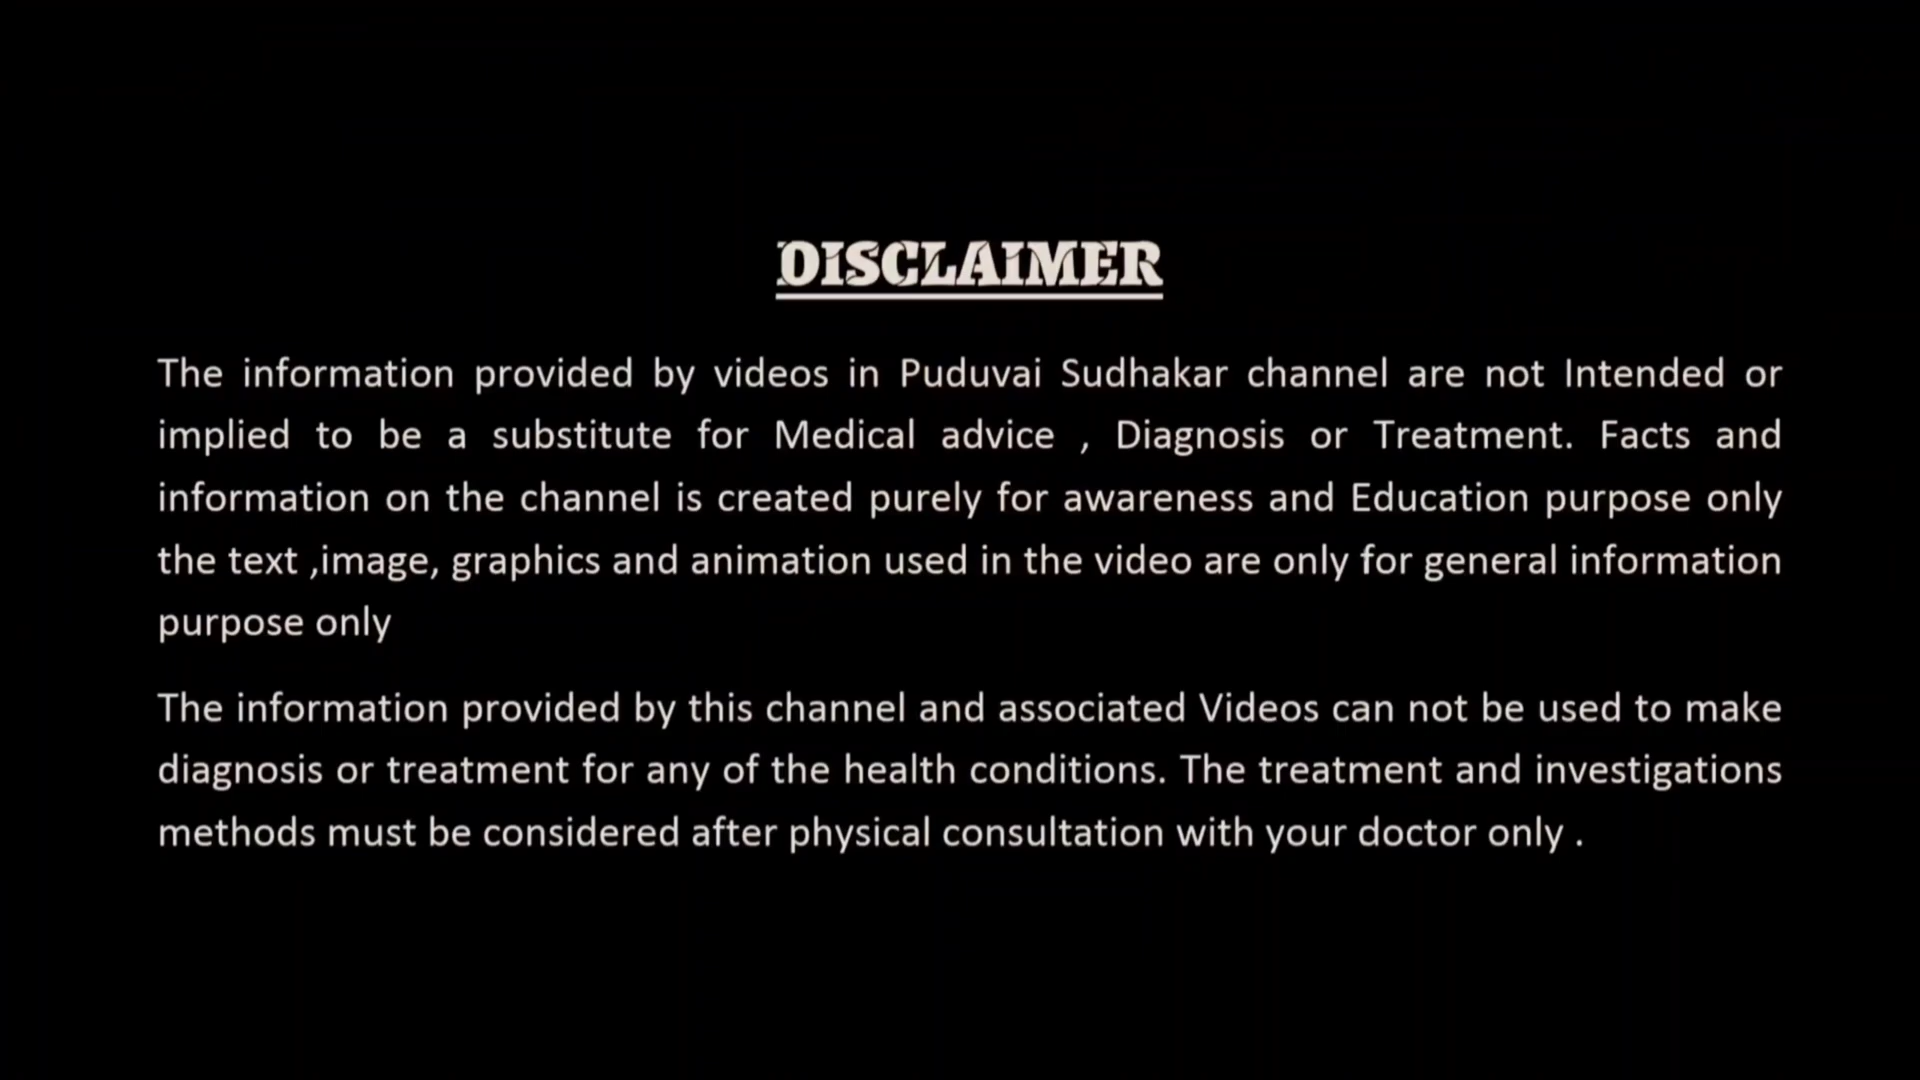 DISCLAIMER
The information provided by videos in Puduvai Sudhakar channel are not Intended or
implied to be a substitute for Medical advice , Diagnosis or Treatment. Facts and
information on the channel is created purely for awareness and Education purpose only
the text ,image, graphics and animation used in the video are only for general information
purpose only
The information provided by this channel and associated Videos can not be used to make
diagnosis or treatment for any of the health conditions. The treatment and investigations
methods must be considered after physical consultation with your doctor only .